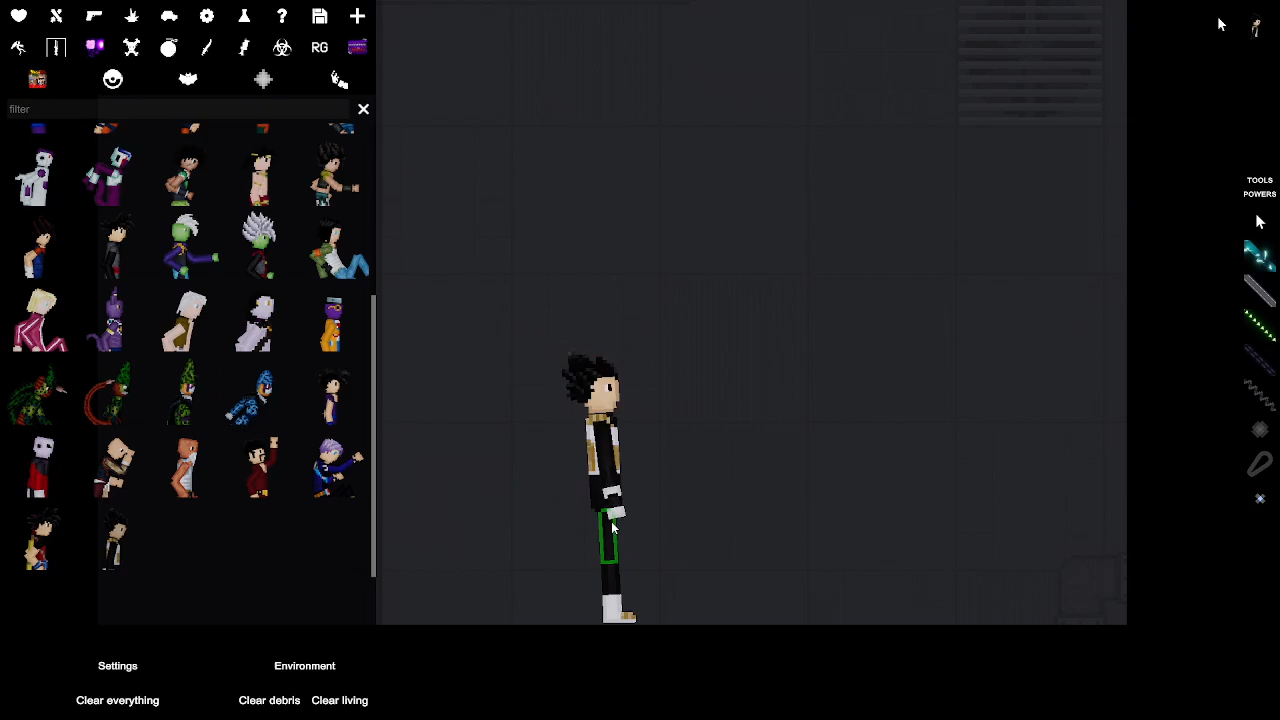 RG
filter
TOOLS
POWERS
Settings
Environment
Clear everything
Clear debris
Clear living